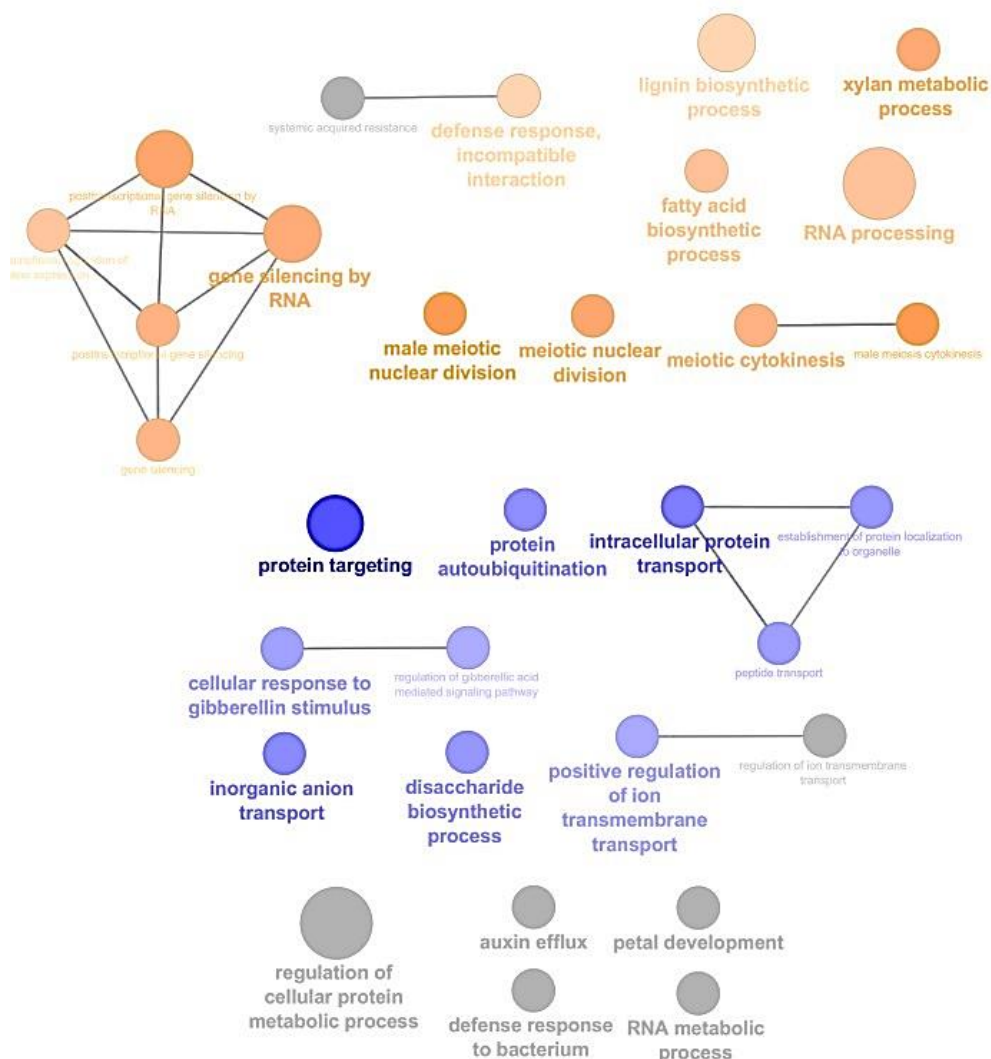 lignin biosynthetic
process
xylan metabolic
process
systemic acquired resistance
defense response,
incompatible
interaction
fatty acid
biosynthetic
process
RNA processing
posttranscriptional gene silencing by
RNA
gene silencing by
RNA
posttranscriptional gene silencing
gene silencing
male meiotic
nuclear division
meiotic nuclear
division
meiotic cytokinesis
male meiosis cytokinesis
protein targeting
protein
autoubiquitination
intracellular protein
transport
establishment of protein localization
to organelle
peptide transport
cellular response to
gibberellin stimulus
regulation of gibberellic acid
mediated signaling pathway
inorganic anion
transport
disaccharide
biosynthetic
process
positive regulation
of ion
transmembrane
transport
regulation of ion transmembrane
transport
regulation of
cellular protein
metabolic process
auxin efflux
petal development
defense response
to bacterium
RNA metabolic
process